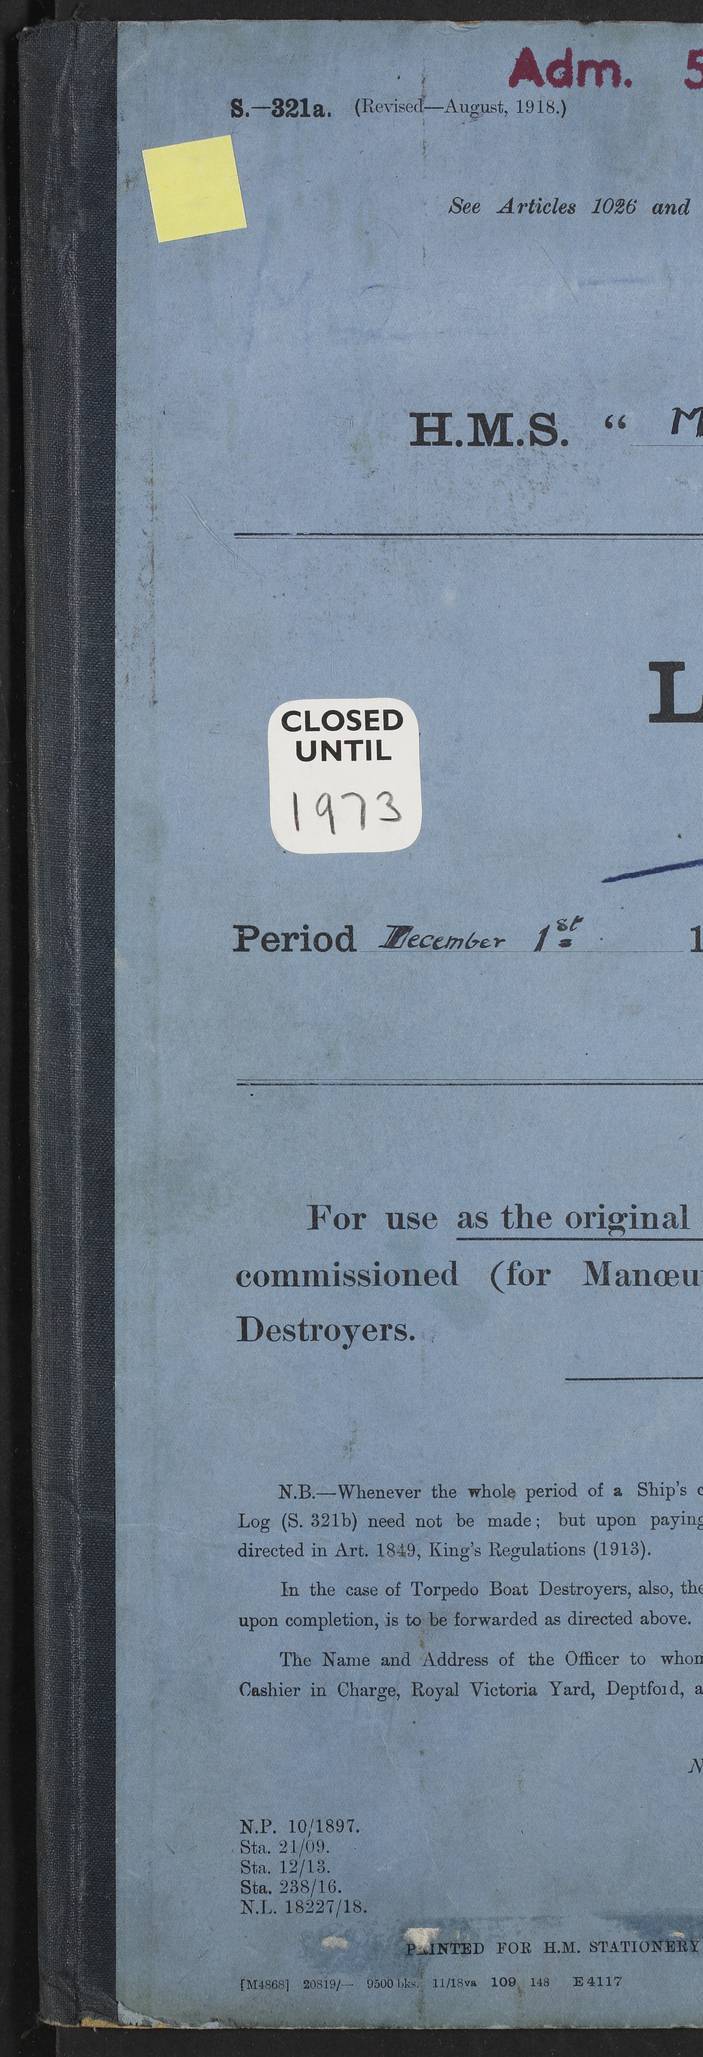 Adm. 5
S.—321a. (Revised—August, 1918.)
See Articles 1026 and
H.M.S. " M
L
CLOSED
UNTIL
1973
Period December 1st 1
For use as the original
commissioned (for Manœu
Destroyers.
N.B.—Whenever the whole period of a Ship's c
Log (S. 321b) need not be made; but upon paying
directed in Art. 1849, King's Regulations (1913).
In the case of Torpedo Boat Destroyers, also, the
upon completion, is to be forwarded as directed above.
The Name and Address of the Officer to whom
Cashier in Charge, Royal Victoria Yard, Deptford, a
N
N.P. 10/1897.
Sta. 21/09.
Sta. 12/13.
Sta. 238/16.
N.L. 18227/18.
PRINTED FOR H.M. STATIONERY
[M4868] 20819/— 9500 bks. 11/18va 109 148 E4117